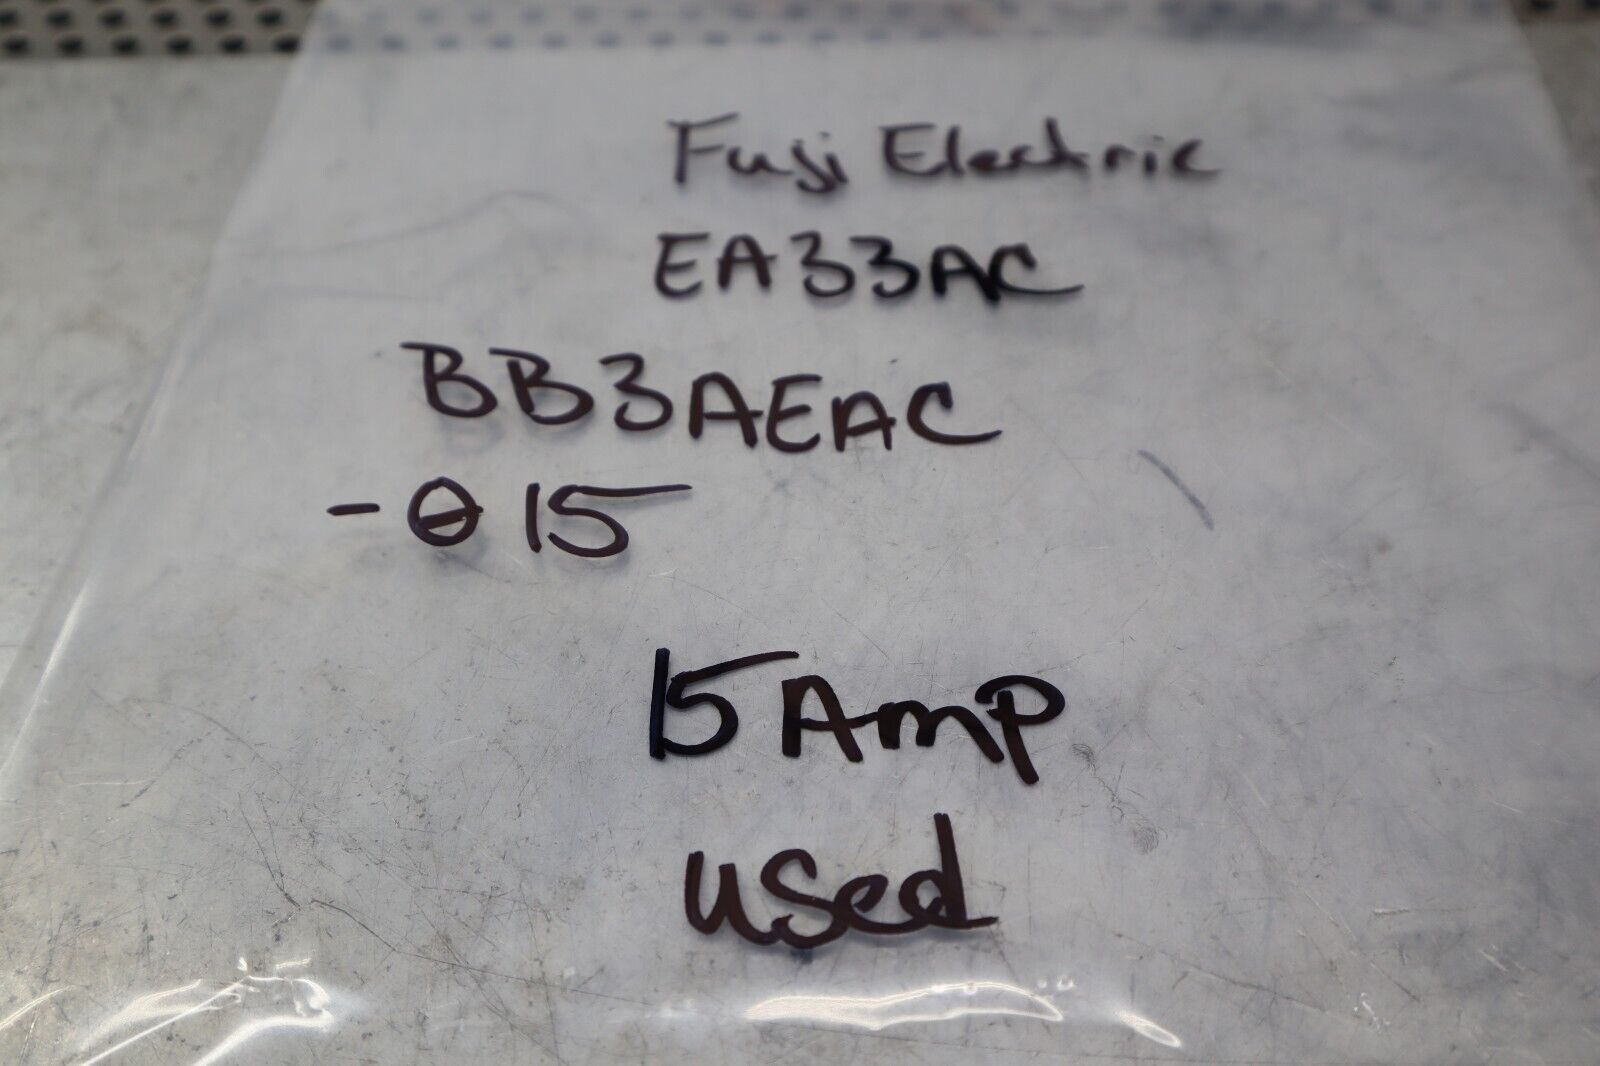 Fuji Electric
EA33AC
BB3AEAC
-015
15 Amp
used